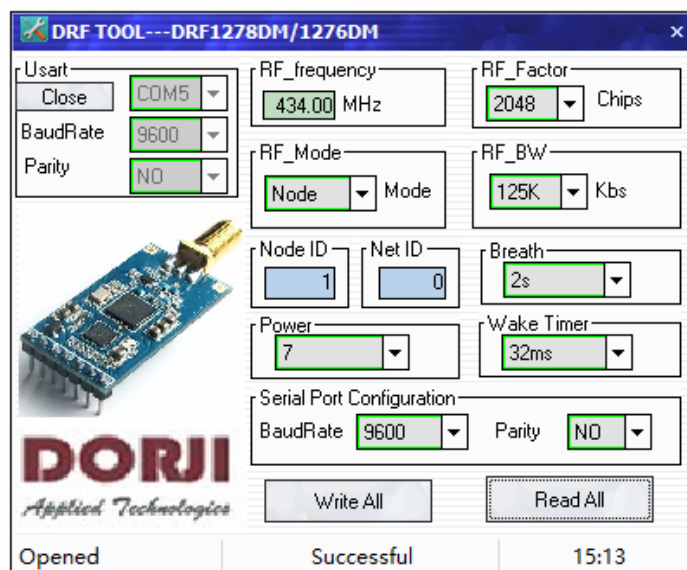 DRF TOOL---DRF1278DM/1276DM
×
Usart
Close COM5
BaudRate 9600
Parity NO
RF_frequency
434.00 MHz
RF_Factor
2048 Chips
RF_Mode
Node Mode
RF_BW
125K Kbs
Node ID
1
Net ID
0
Breath
2s
Power
7
Wake Timer
32ms
Serial Port Configuration
BaudRate 9600 Parity NO
DORJI
Applied Technologies
Write All Read All
Opened Successful 15:13